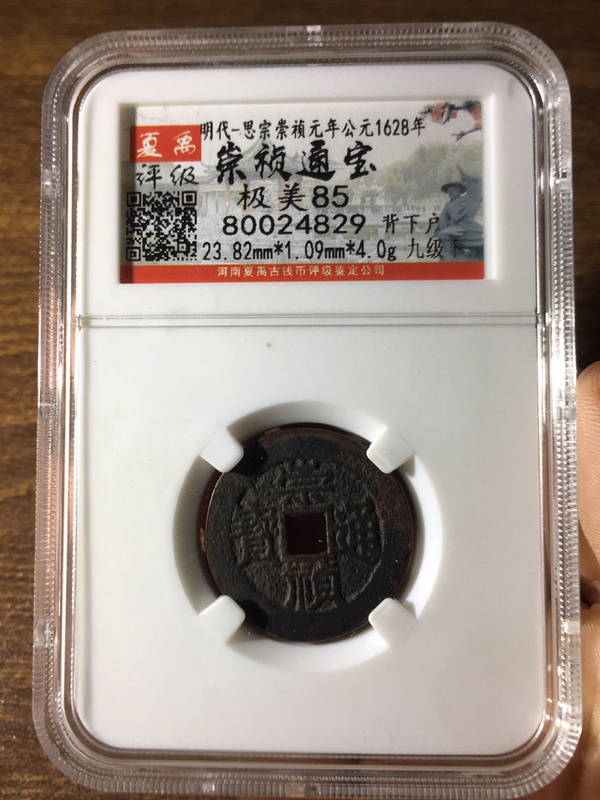 夏禹
评级
明代-思宗崇祯元年公元1628年
崇祯通宝
极美85
80024829 背下户
23.82mm*1.09mm*4.0g 九级下
河南夏禹古钱币评级鉴定公司
崇禎通寶